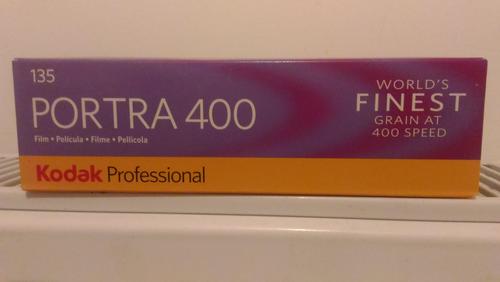 135
PORTRA 400
Film • Película • Filme • Pellicola
Kodak Professional
WORLD'S
FINEST
GRAIN AT
400 SPEED